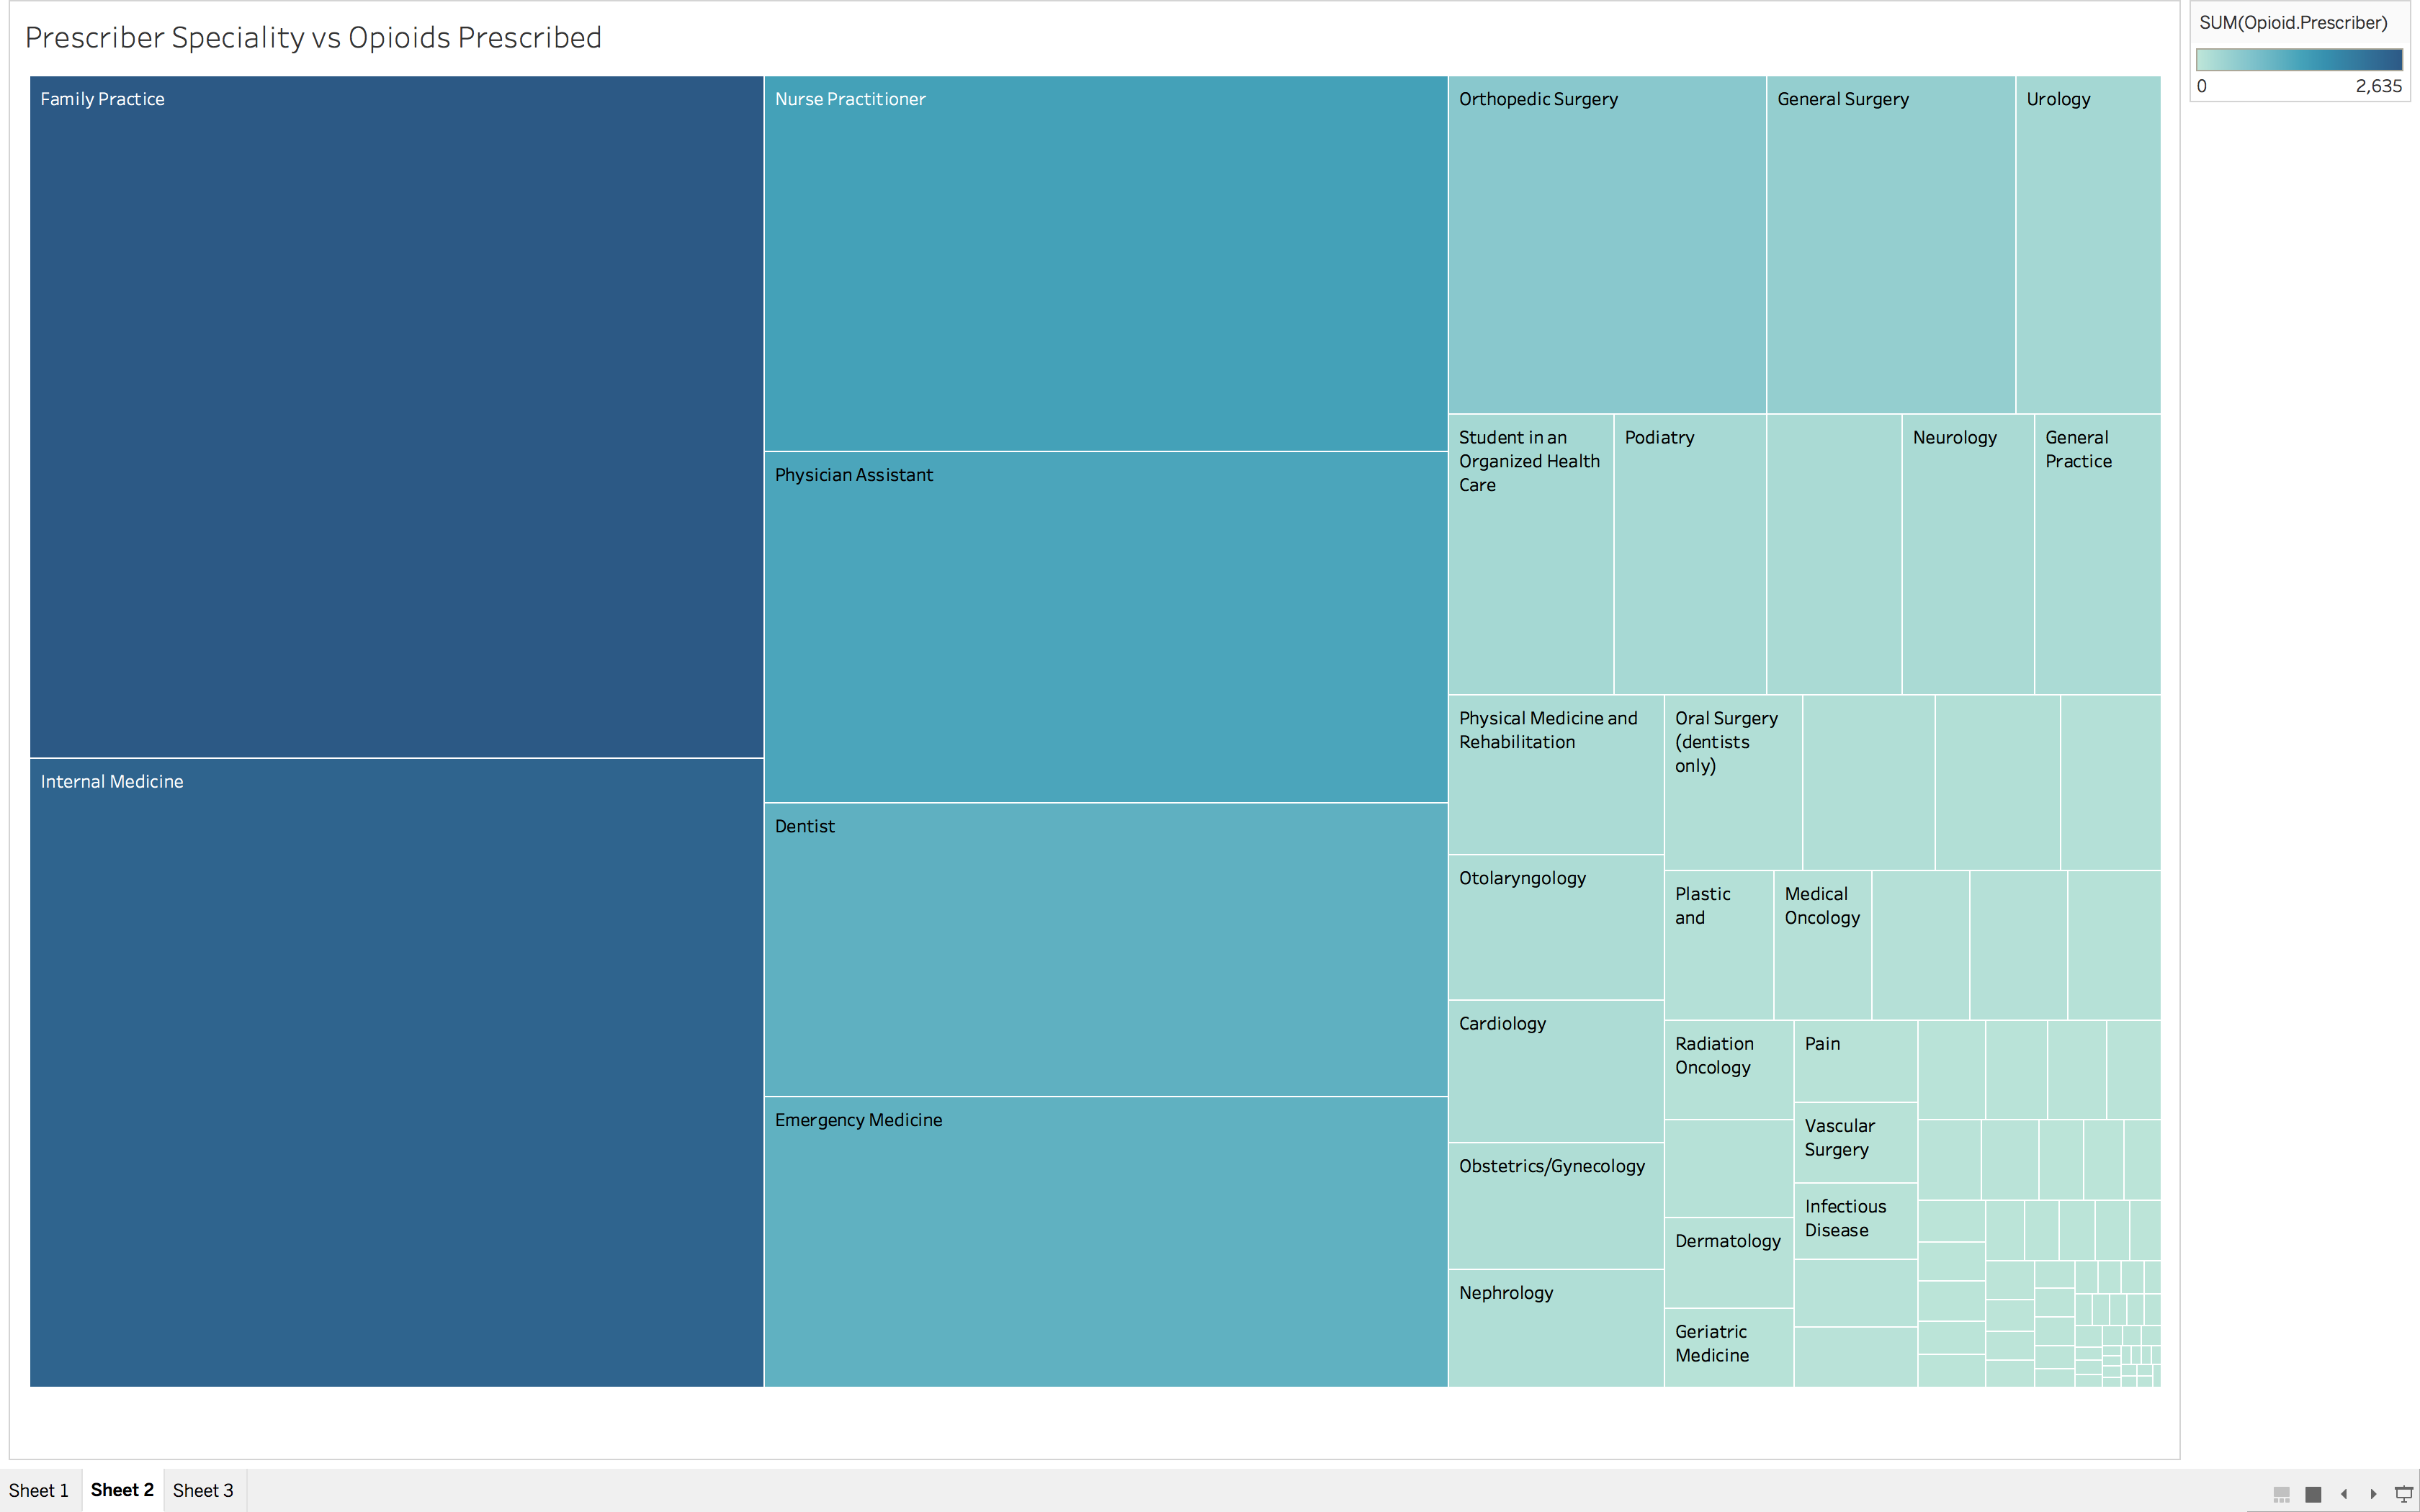 Prescriber Speciality vs Opioids Prescribed
SUM(Opioid.Prescriber)
0
2,635
Family Practice
Internal Medicine
Nurse Practitioner
Physician Assistant
Dentist
Emergency Medicine
Orthopedic Surgery
General Surgery
Urology
Student in an
Organized Health
Care
Podiatry
Neurology
General
Practice
Physical Medicine and
Rehabilitation
Oral Surgery
(dentists
only)
Otolaryngology
Plastic
and
Medical
Oncology
Cardiology
Radiation
Oncology
Pain
Vascular
Surgery
Obstetrics/Gynecology
Infectious
Disease
Dermatology
Nephrology
Geriatric
Medicine
Sheet 1
Sheet 2
Sheet 3